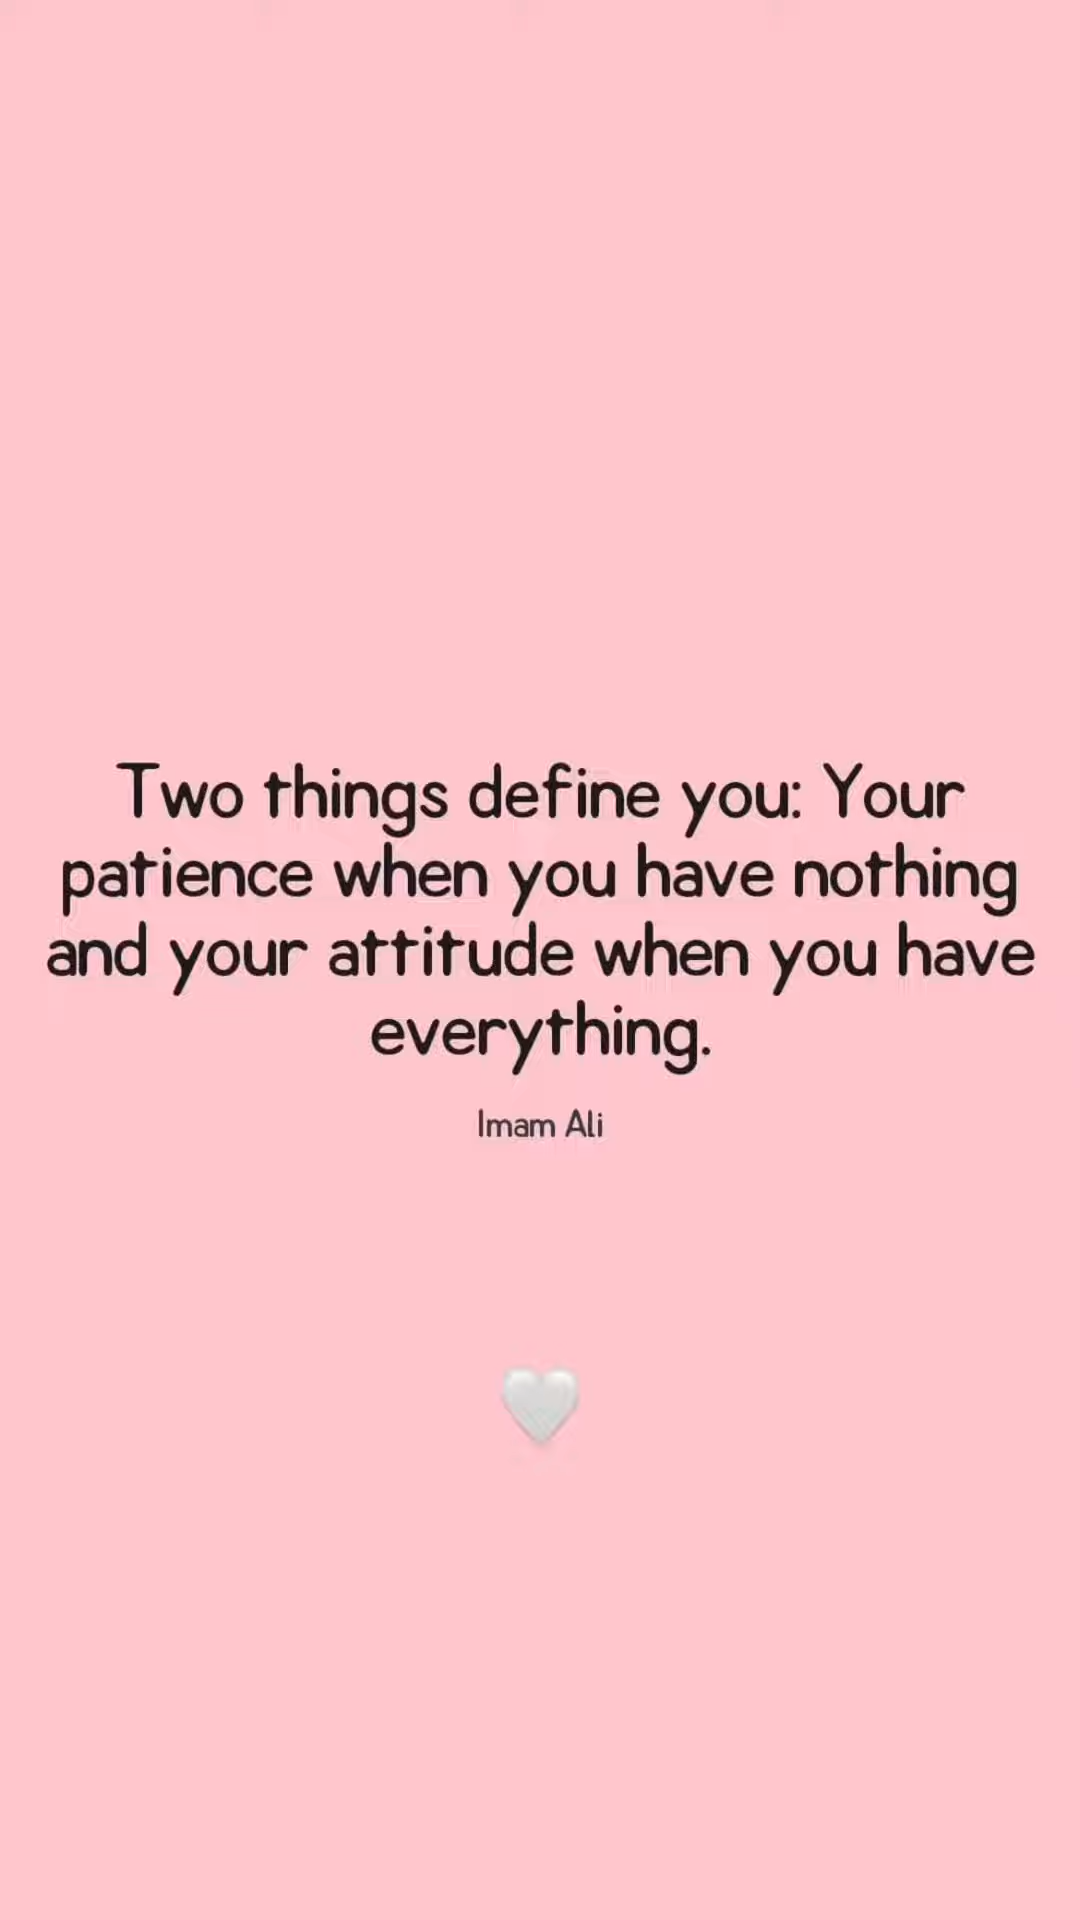 Two things define you: Your
patience when you have nothing
and your attitude when you have
everything.
Imam Ali